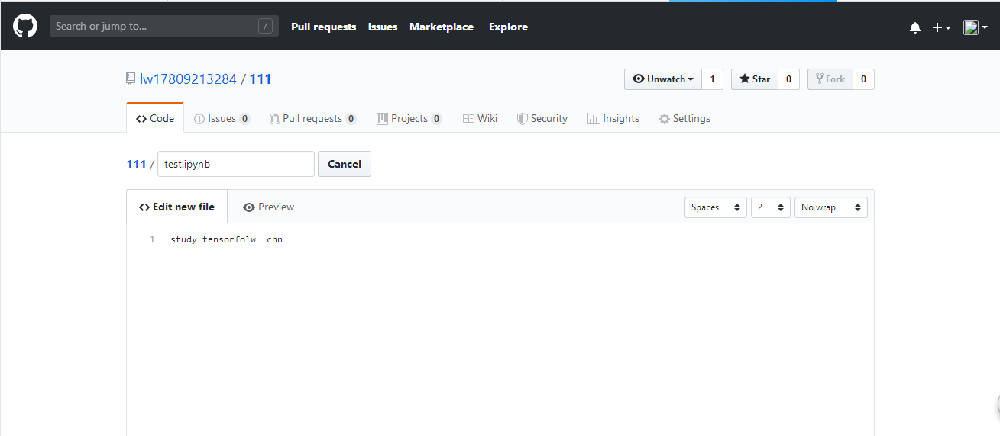 Search or jump to... / Pull requests Issues Marketplace Explore
lw17809213284 / 111 Unwatch 1 Star 0 Fork 0
Code Issues 0 Pull requests 0 Projects 0 Wiki Security Insights Settings
111 / test.ipynb Cancel
Edit new file Preview Spaces 2 No wrap
1 study tensorfolw cnn